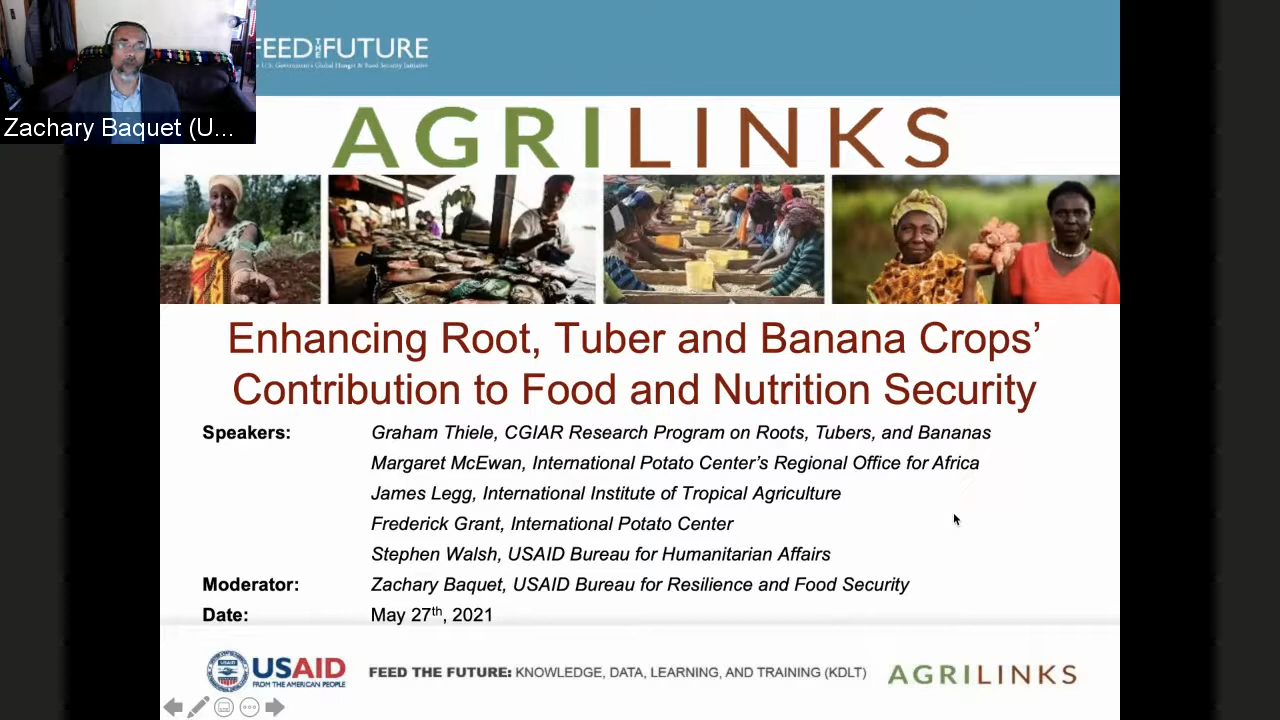 FEED THE FUTURE
U.S. Government's Global Hunger & Food Security Initiative
Zachary Baquet (U...
AGRILINKS
Enhancing Root, Tuber and Banana Crops’
Contribution to Food and Nutrition Security
Speakers: Graham Thiele, CGIAR Research Program on Roots, Tubers, and Bananas
Margaret McEwan, International Potato Center’s Regional Office for Africa
James Legg, International Institute of Tropical Agriculture
Frederick Grant, International Potato Center
Stephen Walsh, USAID Bureau for Humanitarian Affairs
Moderator: Zachary Baquet, USAID Bureau for Resilience and Food Security
Date: May 27th, 2021
USAID
FROM THE AMERICAN PEOPLE
FEED THE FUTURE: KNOWLEDGE, DATA, LEARNING, AND TRAINING (KDLT)
AGRILINKS